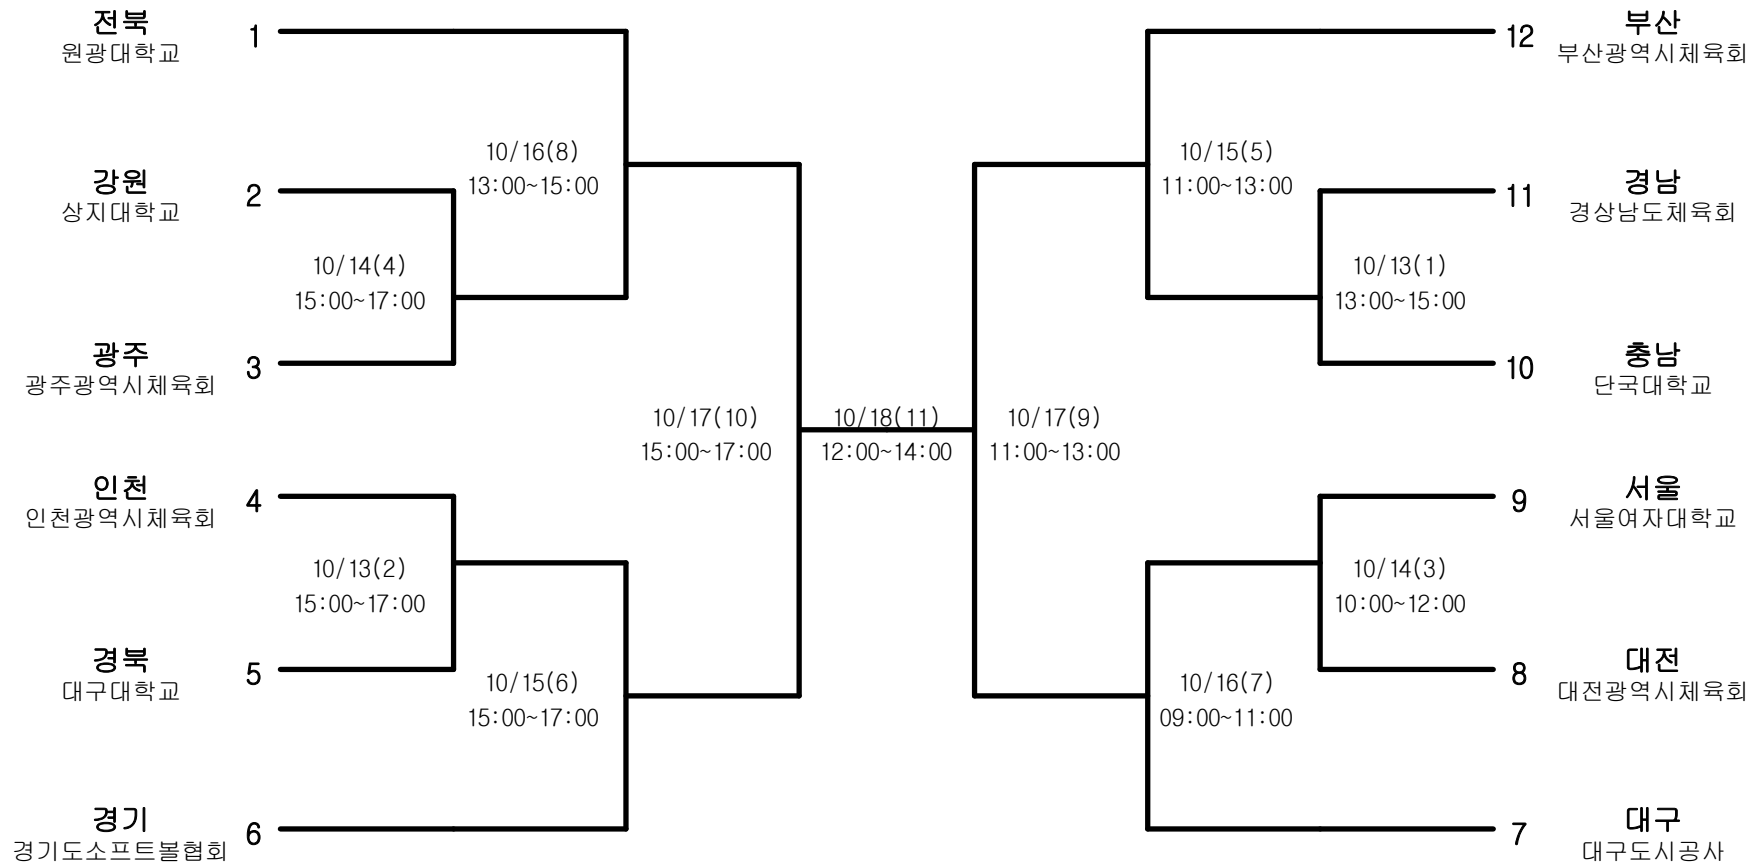 전북
원광대학교
1
강원
상지대학교
2
광주
광주광역시체육회
3
인천
인천광역시체육회
4
경북
대구대학교
5
경기
경기도소프트볼협회
6
10/14(4)
15:00~17:00
10/13(2)
15:00~17:00
10/16(8)
13:00~15:00
10/15(6)
15:00~17:00
10/17(10)
15:00~17:00
10/18(11)
12:00~14:00
10/17(9)
11:00~13:00
10/15(5)
11:00~13:00
10/16(7)
09:00~11:00
10/13(1)
13:00~15:00
10/14(3)
10:00~12:00
12
부산
부산광역시체육회
11
경남
경상남도체육회
10
충남
단국대학교
9
서울
서울여자대학교
8
대전
대전광역시체육회
7
대구
대구도시공사